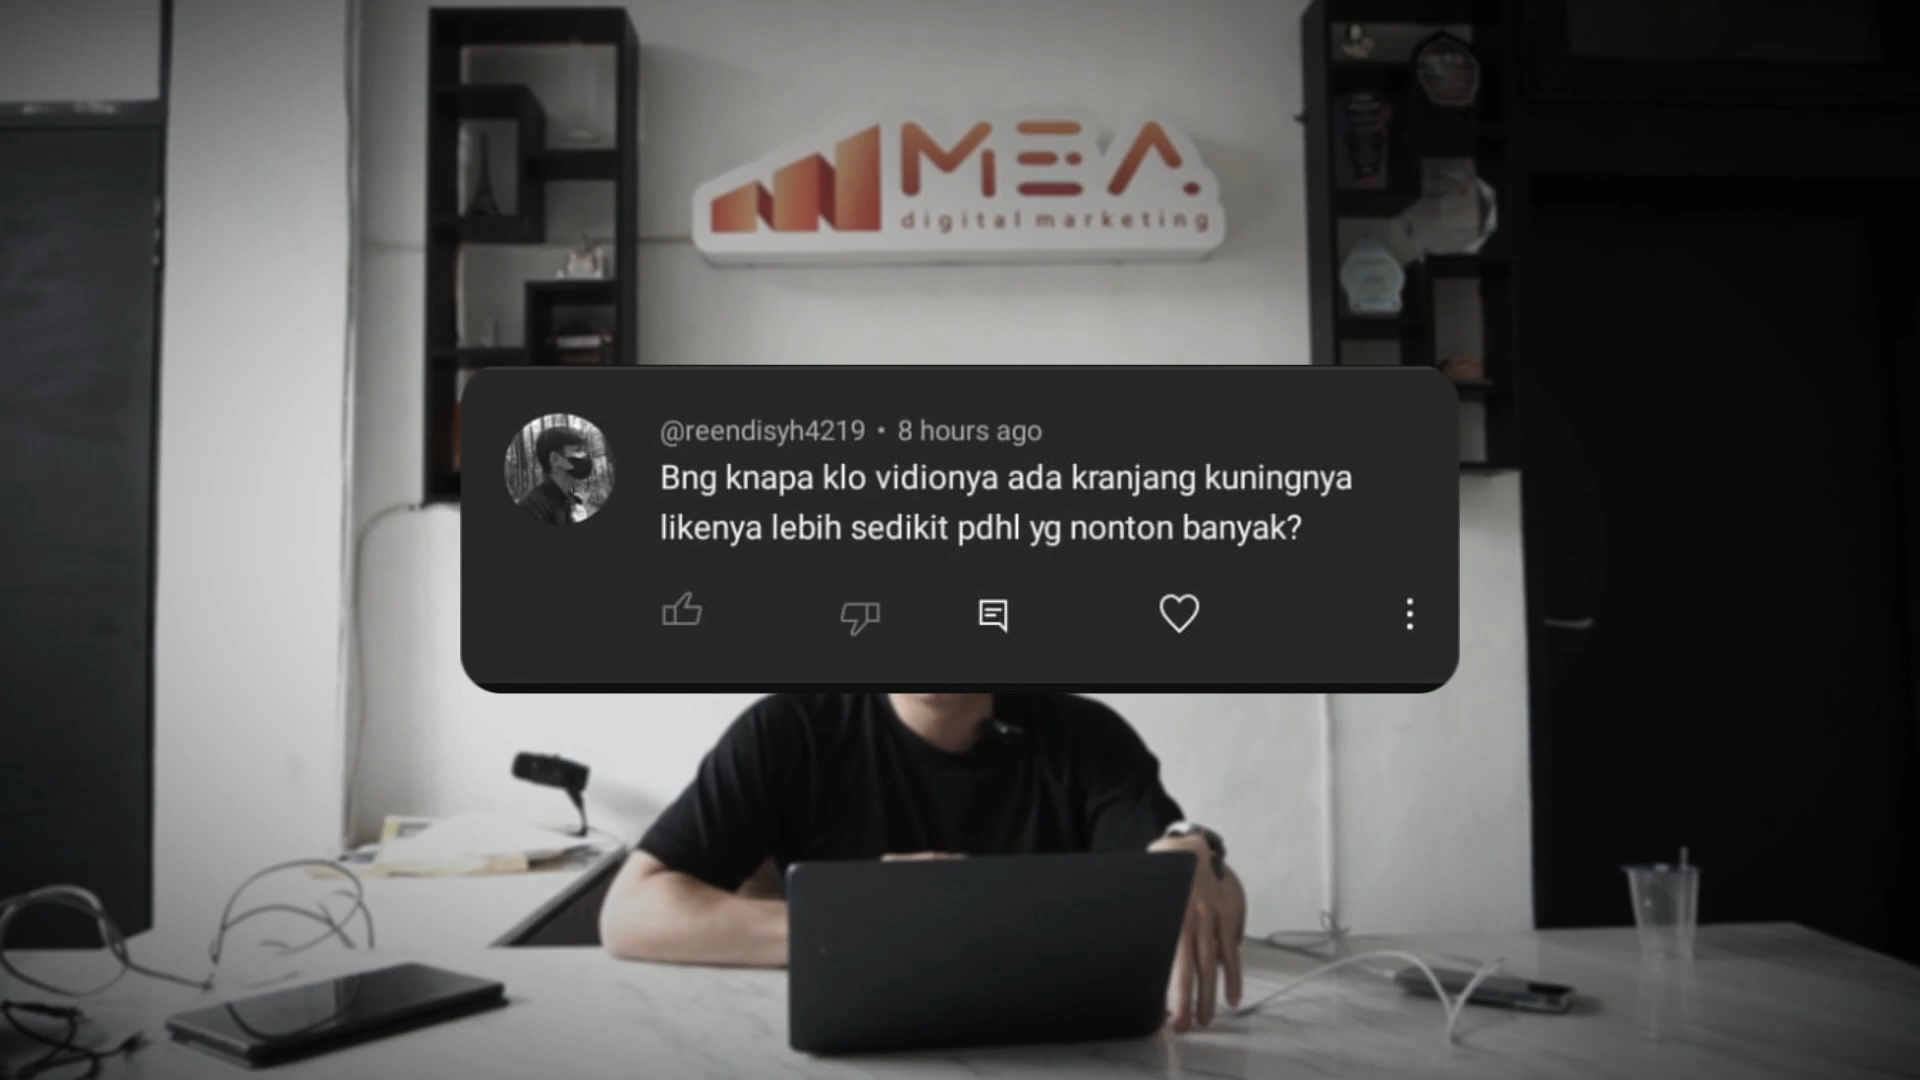 MEA.
digital marketing
@reendisyh4219 • 8 hours ago
Bng knapa klo vidionya ada kranjang kuningnya
likenya lebih sedikit pdhl yg nonton banyak?